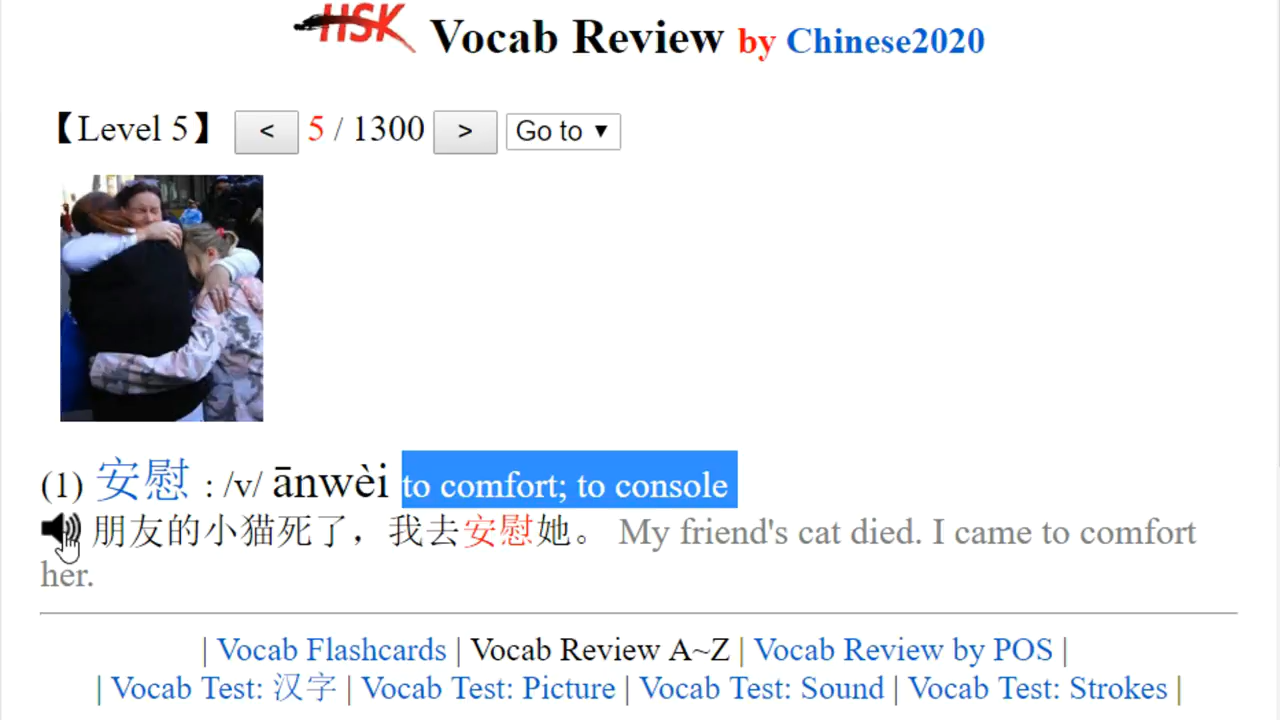 HSK Vocab Review by Chinese2020
【Level 5】 < 5 / 1300 > Go to ▼
(1) 安慰 : /v/ ānwèi to comfort; to console
朋友的小猫死了，我去安慰她。 My friend's cat died. I came to comfort
her.
| Vocab Flashcards | Vocab Review A~Z | Vocab Review by POS |
| Vocab Test: 汉字 | Vocab Test: Picture | Vocab Test: Sound | Vocab Test: Strokes |